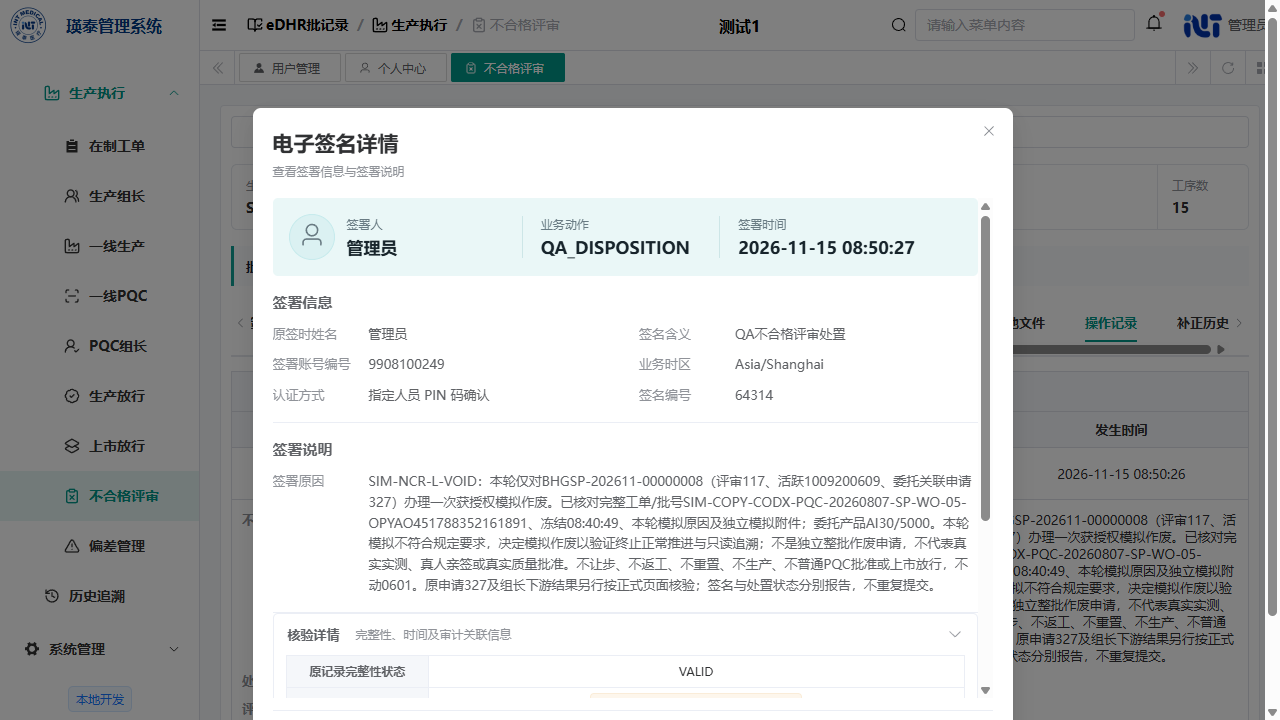 瑛泰管理系统
eDHR批记录 / 生产执行 / 不合格评审
测试1
请输入菜单内容
管理员
用户管理
个人中心
不合格评审
生产执行
在制工单
生产组长
一线生产
一线PQC
PQC组长
生产放行
上市放行
不合格评审
偏差管理
历史追溯
系统管理
本地开发
工序数
15
操作记录
补正历史
发生时间
2026-11-15 08:50:26
电子签名详情
查看签署信息与签署说明
签署人
管理员
业务动作
QA_DISPOSITION
签署时间
2026-11-15 08:50:27
签署信息
原签时姓名 管理员
签名含义 QA不合格评审处置
签署账号编号 9908100249
业务时区 Asia/Shanghai
认证方式 指定人员 PIN 码确认
签名编号 64314
签署说明
签署原因
SIM-NCR-L-VOID：本轮仅对BHGSP-202611-00000008（评审117、活跃1009200609、委托关联申请
327）办理一次获授权模拟作废。已核对完整工单/批号SIM-COPY-CODX-PQC-20260807-SP-WO-05-
OPYAO451788352161891、冻结08:40:49、本轮模拟原因及独立模拟附件；委托产品AI30/5000。本轮
模拟不符合规定要求，决定模拟作废以验证终止正常推进与只读追溯；不是独立整批作废申请，不代表真
实实测、真人亲签或真实质量批准。不让步、不返工、不重置、不生产、不普通PQC批准或上市放行，不
动0601。原申请327及组长下游结果另行按正式页面核验；签名与处置状态分别报告，不重复提交。
核验详情 完整性、时间及审计关联信息
原记录完整性状态 VALID